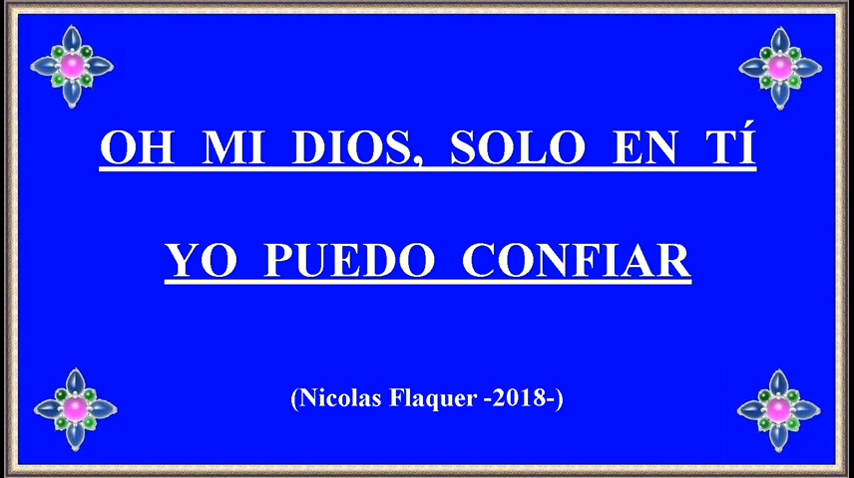 OH MI DIOS, SOLO EN TÍ
YO PUEDO CONFIAR
(Nicolas Flaquer -2018-)